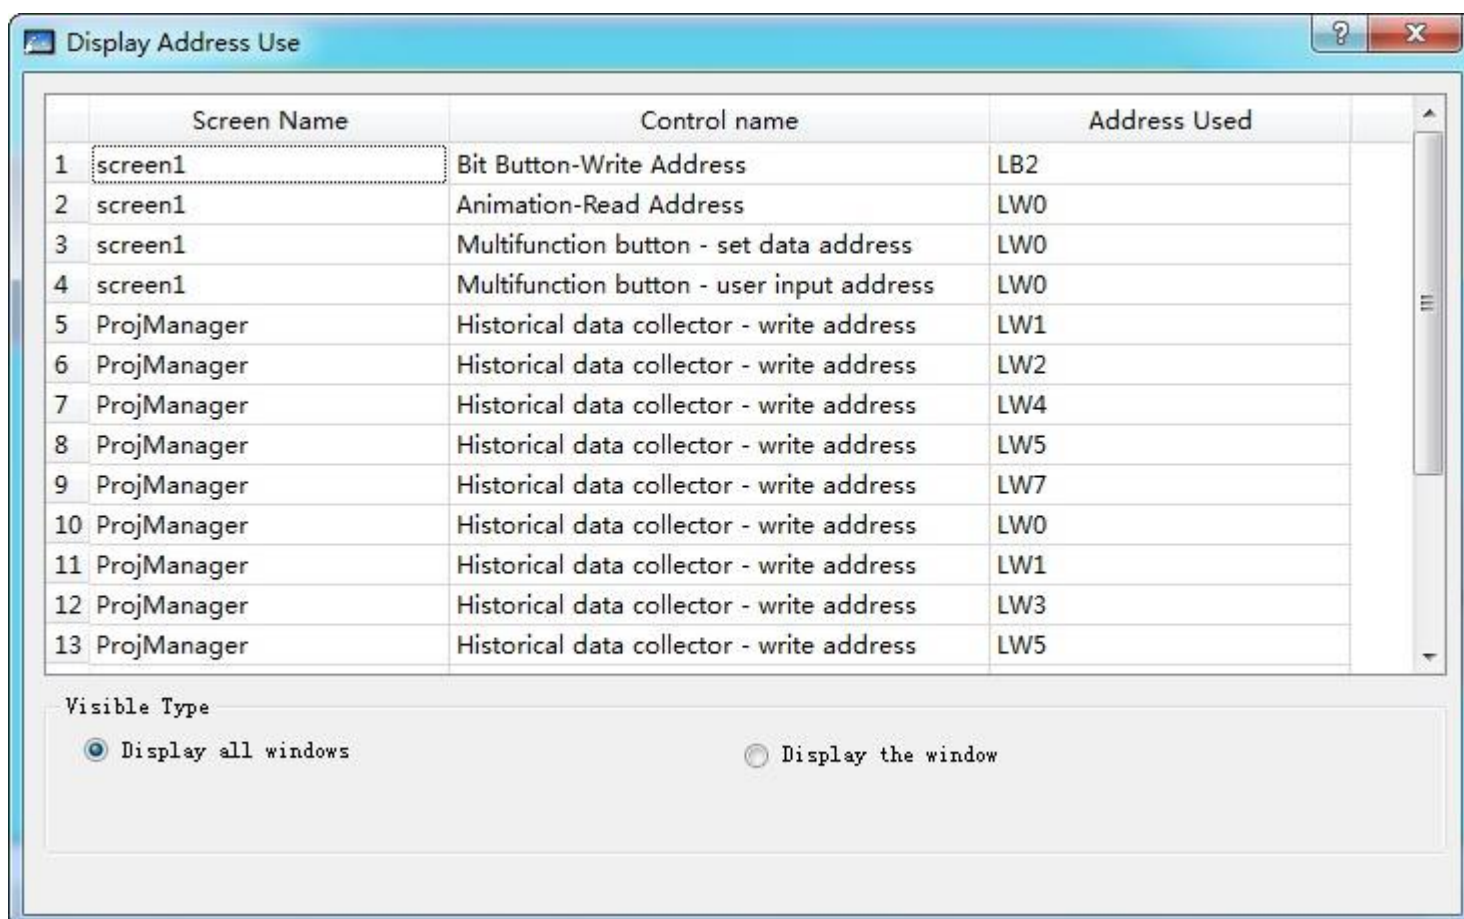 Display Address Use
Screen Name Control name Address Used
1 screen1 Bit Button-Write Address LB2
2 screen1 Animation-Read Address LW0
3 screen1 Multifunction button - set data address LW0
4 screen1 Multifunction button - user input address LW0
5 ProjManager Historical data collector - write address LW1
6 ProjManager Historical data collector - write address LW2
7 ProjManager Historical data collector - write address LW4
8 ProjManager Historical data collector - write address LW5
9 ProjManager Historical data collector - write address LW7
10 ProjManager Historical data collector - write address LW0
11 ProjManager Historical data collector - write address LW1
12 ProjManager Historical data collector - write address LW3
13 ProjManager Historical data collector - write address LW5
Visible Type
Display all windows Display the window